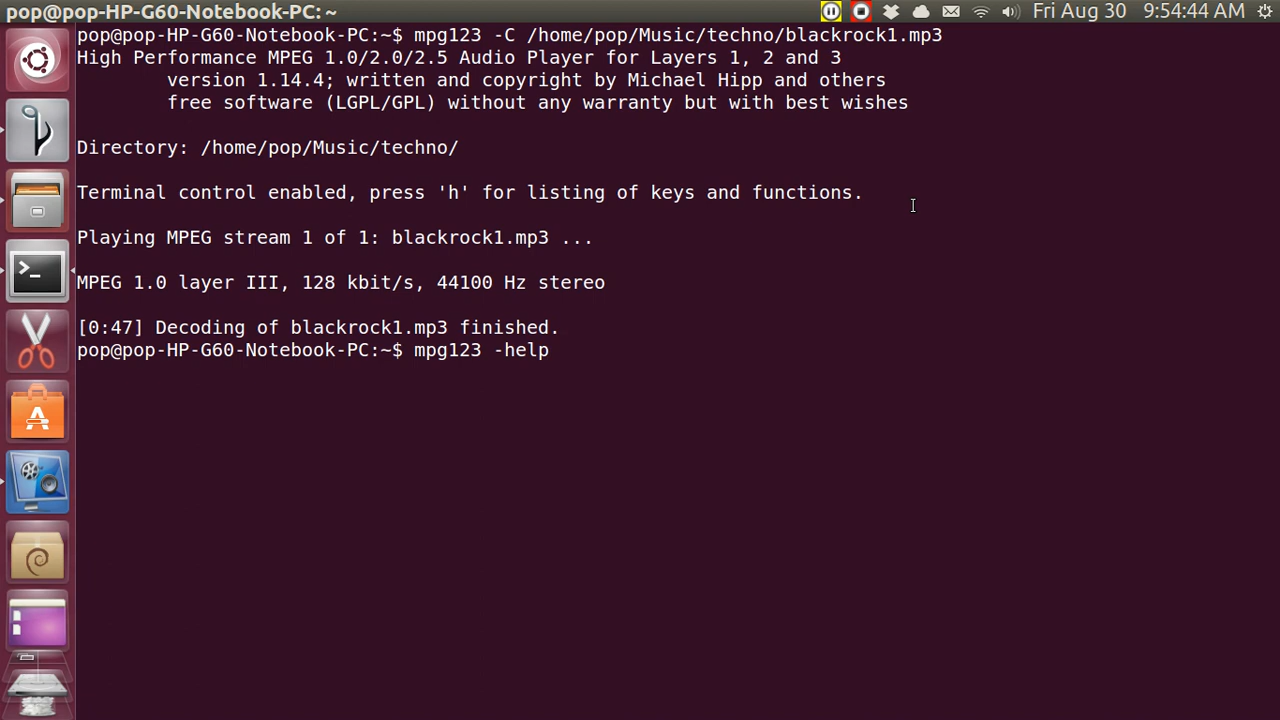 pop@pop-HP-G60-Notebook-PC: ~ Fri Aug 30 9:54:44 AM
pop@pop-HP-G60-Notebook-PC:~$ mpg123 -C /home/pop/Music/techno/blackrock1.mp3
High Performance MPEG 1.0/2.0/2.5 Audio Player for Layers 1, 2 and 3
version 1.14.4; written and copyright by Michael Hipp and others
free software (LGPL/GPL) without any warranty but with best wishes
Directory: /home/pop/Music/techno/
Terminal control enabled, press 'h' for listing of keys and functions.
Playing MPEG stream 1 of 1: blackrock1.mp3 ...
MPEG 1.0 layer III, 128 kbit/s, 44100 Hz stereo
[0:47] Decoding of blackrock1.mp3 finished.
pop@pop-HP-G60-Notebook-PC:~$ mpg123 -help